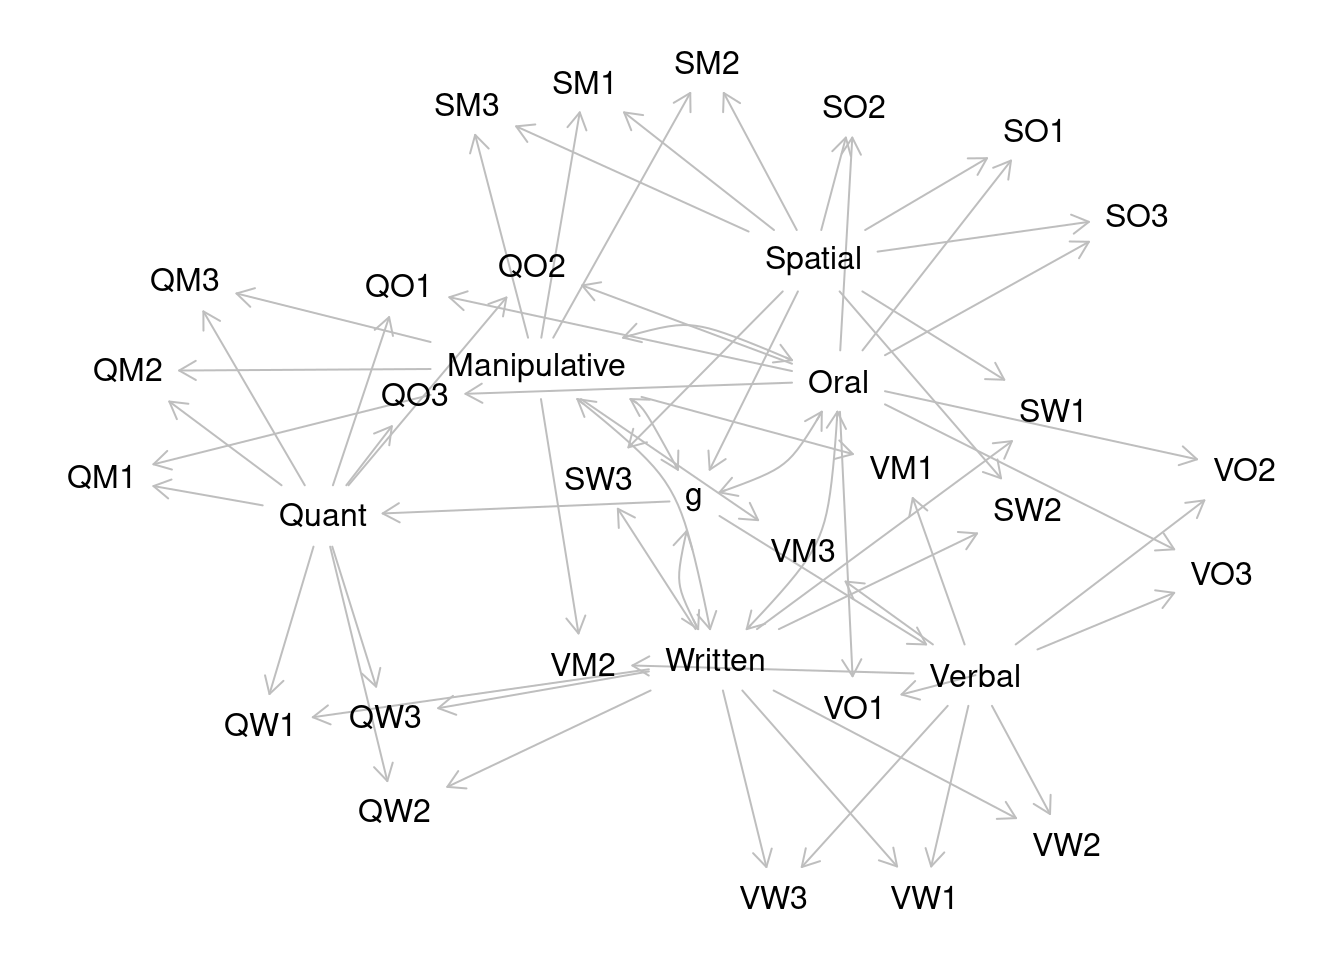 SM2
SM1
SM3
SO2
SO1
SO3
Spatial
QO2
QM3
QO1
Manipulative
QM2
Oral
QO3
SW1
VM1
VO2
QM1
SW3
g
SW2
Quant
VM3
VO3
Written
VM2
Verbal
VO1
QW3
QW1
QW2
VW2
VW3
VW1